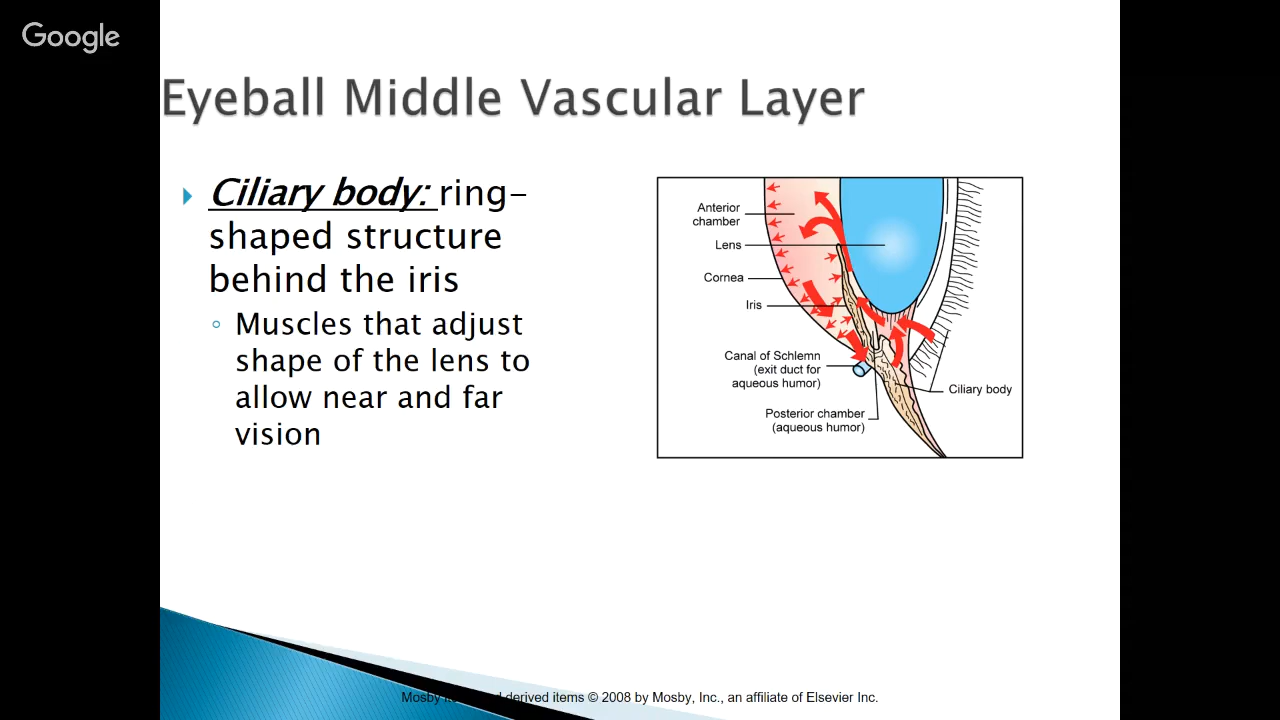 Google
Eyeball Middle Vascular Layer
Ciliary body: ring-
shaped structure
behind the iris
Muscles that adjust
shape of the lens to
allow near and far
vision
Anterior
chamber
Lens
Cornea
Iris
Canal of Schlemn
(exit duct for
aqueous humor)
Posterior chamber
(aqueous humor)
Ciliary body
Mosby derived items © 2008 by Mosby, Inc., an affiliate of Elsevier Inc.